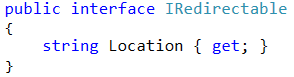 public interface IRedirectable
{
    string Location { get; }
}